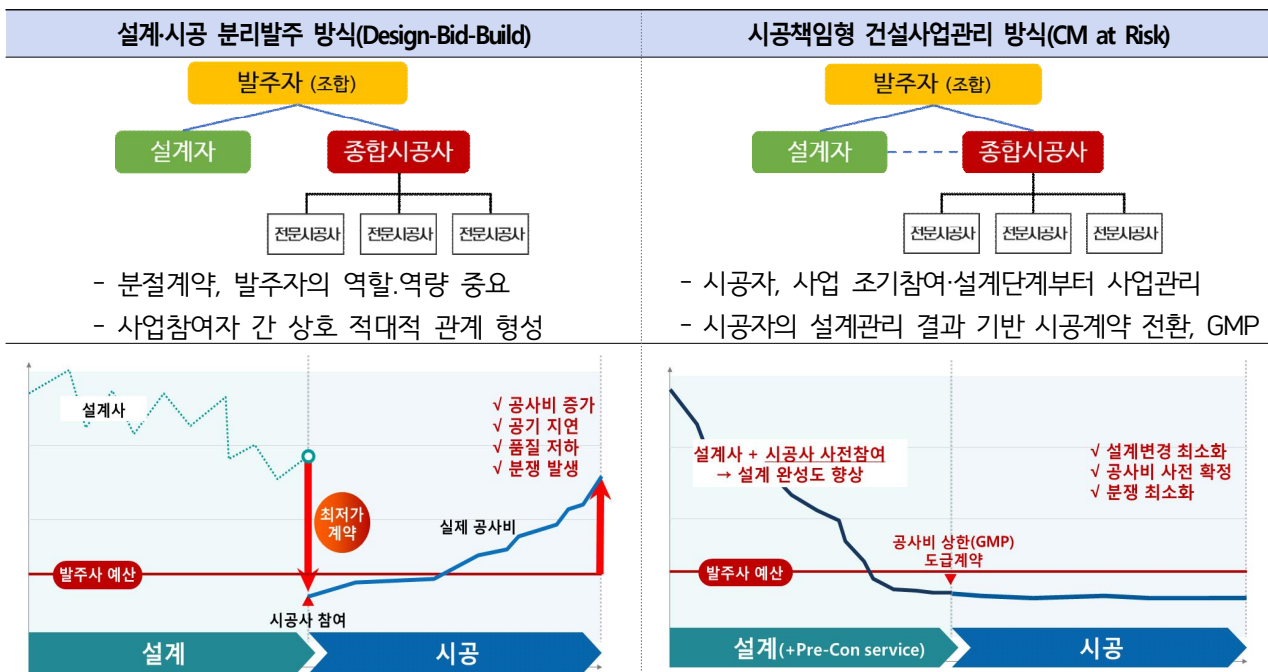 설계·시공 분리발주 방식(Design-Bid-Build)
발주자 (조합)
설계자
종합시공사
전문시공사
전문시공사
전문시공사
- 분절계약, 발주자의 역할.역량 중요
- 사업참여자 간 상호 적대적 관계 형성
설계사
√ 공사비 증가
√ 공기 지연
√ 품질 저하
√ 분쟁 발생
최저가
계약
실제 공사비
발주사 예산
시공사 참여
설계
시공
시공책임형 건설사업관리 방식(CM at Risk)
발주자 (조합)
설계자
종합시공사
전문시공사
전문시공사
전문시공사
- 시공자, 사업 조기참여·설계단계부터 사업관리
- 시공자의 설계관리 결과 기반 시공계약 전환, GMP
설계사 + 시공사 사전참여
→ 설계 완성도 향상
√ 설계변경 최소화
√ 공사비 사전 확정
√ 분쟁 최소화
공사비 상한(GMP)
도급계약
발주사 예산
설계(+Pre-Con service)
시공